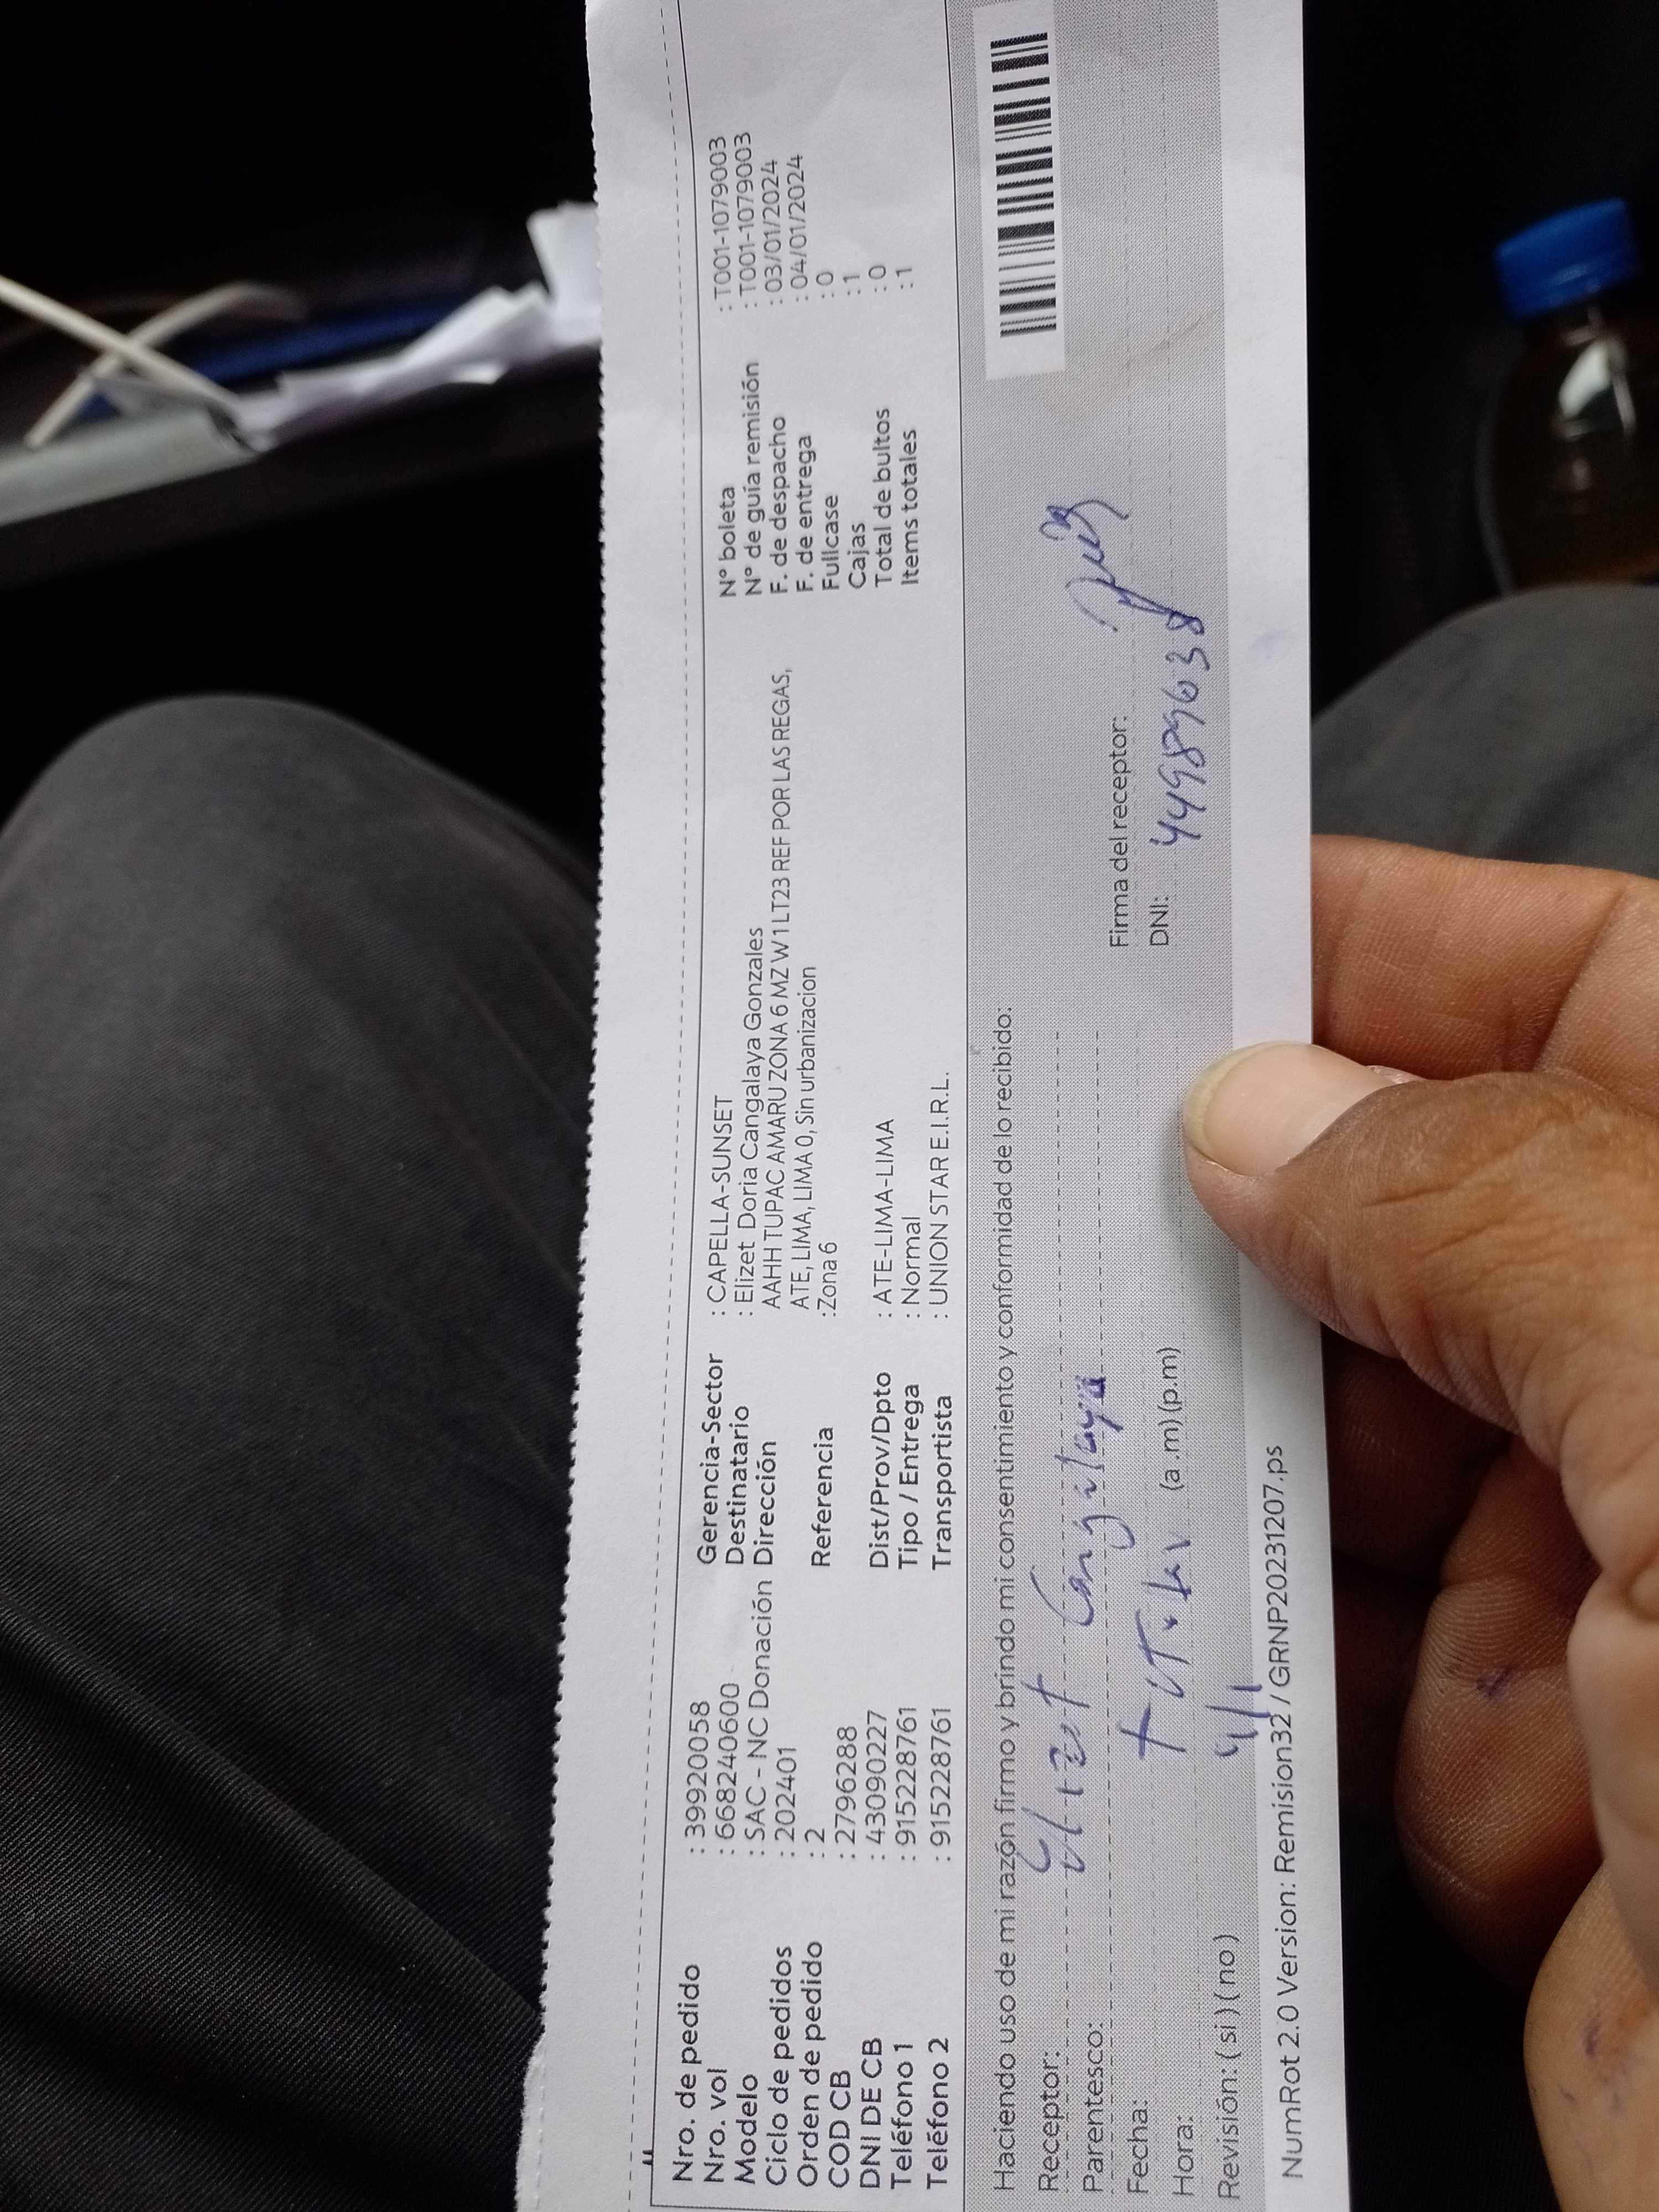 Nro. de pedido : 39920058
Nro. vol : 6682406000
Modelo : SAC - NC Donación
Ciclo de pedidos : 202401
Orden de pedido : 2
COD CB : 2796288
DNI DE CB : 43090227
Teléfono 1 : 915228761
Teléfono 2 : 915228761
Gerencia-Sector : CAPELLA-SUNSET
Destinatario : Elizet Doria Cangalaya Gonzales
Dirección AAHH TUPAC AMARU ZONA 6 MZ W1 LT23 REF POR LAS REGAS,
ATE, LIMA, LIMA 0, Sin urbanizacion
Referencia :Zona 6
Dist/Prov/Dpto : ATE-LIMA-LIMA
Tipo / Entrega : Normal
Transportista : UNION STAR E.I.R.L.
N° boleta : T001-1079003
N° de guía remisión : T001-1079003
F. de despacho : 03/01/2024
F. de entrega : 04/01/2024
Fullcase : 0
Cajas : 1
Total de bultos : 0
Items totales : 1
Haciendo uso de mi razón firmo y brindo mi consentimiento y conformidad de lo recibido:
Receptor:
Parentesco:
Fecha:
Hora: (a .m) (p.m)
Revisión: (si) (no)
4/1
Firma del receptor:
DNI: 44989638
NumRot 2.0 Version: Remision32 / GRNP20231207.ps